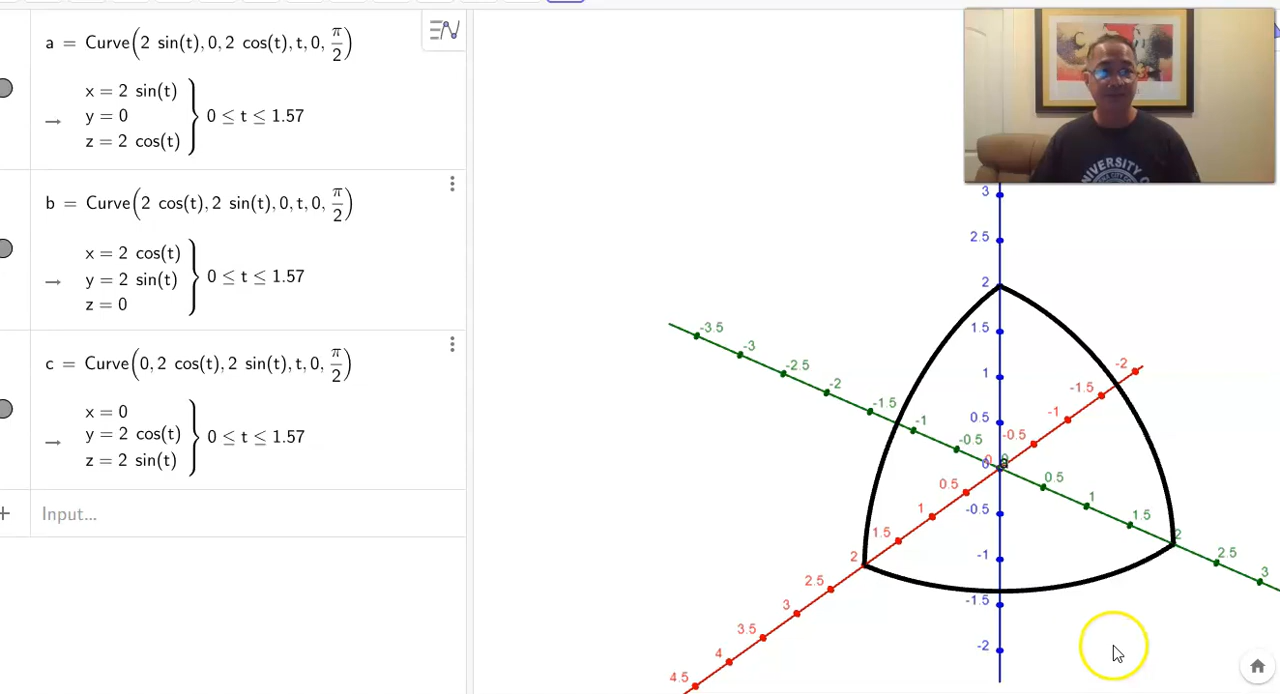 a = Curve(2 sin(t), 0, 2 cos(t), t, 0, π/2)
x = 2 sin(t)
y = 0
z = 2 cos(t)
→
0 ≤ t ≤ 1.57
b = Curve(2 cos(t), 2 sin(t), 0, t, 0, π/2)
x = 2 cos(t)
y = 2 sin(t)
z = 0
→
0 ≤ t ≤ 1.57
c = Curve(0, 2 cos(t), 2 sin(t), t, 0, π/2)
x = 0
y = 2 cos(t)
z = 2 sin(t)
→
0 ≤ t ≤ 1.57
+ Input...
IVERSITY
3
2.5
2
1.5
1
0.5
0
-0.5
-1
-1.5
-2
-3.5
-3
-2.5
-2
-1.5
-1
-0.5
0
0.5
1
1.5
2
2.5
3
-2
-1.5
-1
-0.5
0
0.5
1
1.5
2
2.5
3
3.5
4
4.5
a